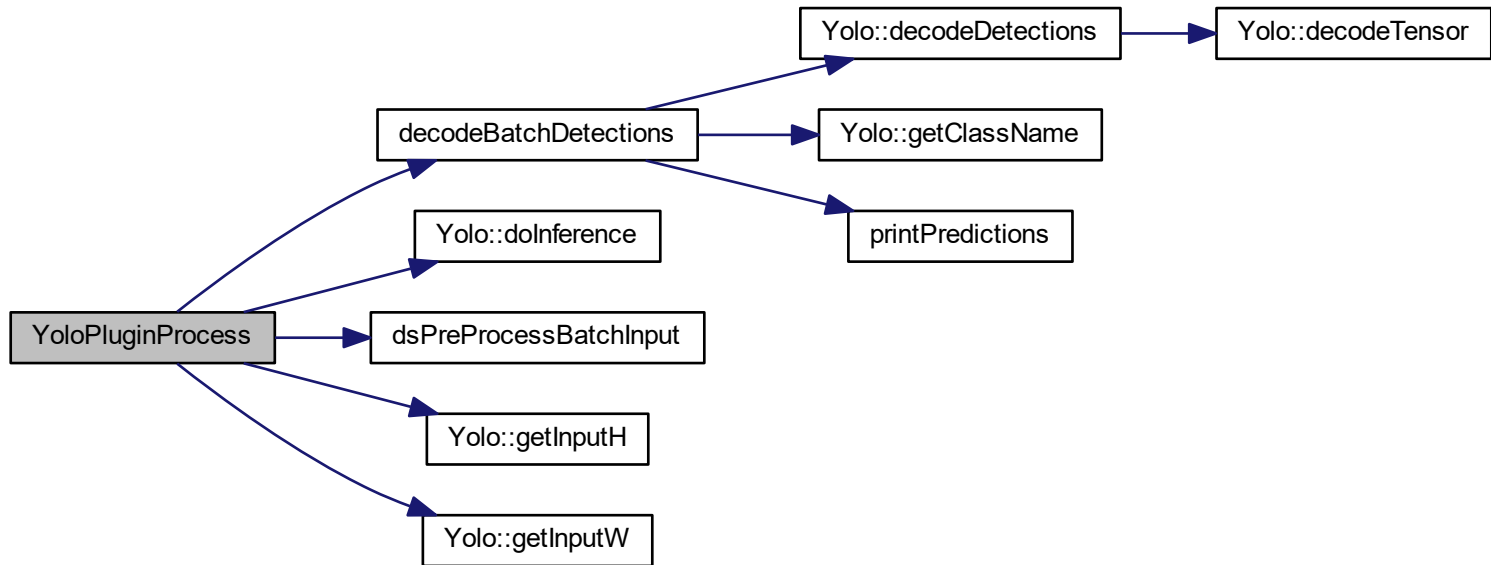 Yolo::decodeDetections
Yolo::decodeTensor
decodeBatchDetections
Yolo::getClassName
Yolo::doInference
printPredictions
YoloPluginProcess
dsPreProcessBatchInput
Yolo::getInputH
Yolo::getInputW